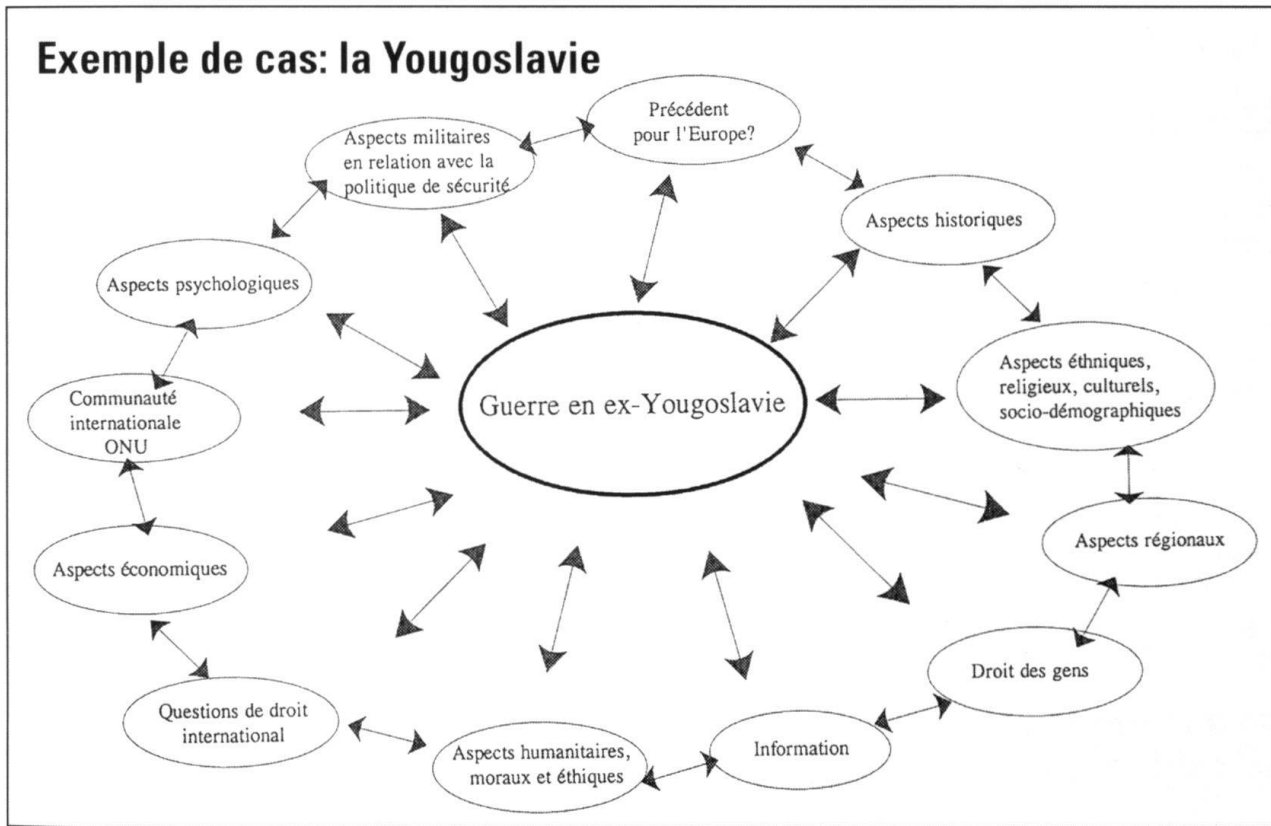 Exemple de cas: la Yougoslavie
Précédent
pour l'Europe?
Aspects militaires
en relation avec la
politique de sécurité
Aspects historiques
Aspects psychologiques
Aspects éthniques,
religieux, culturels,
socio-démographiques
Guerre en ex-Yougoslavie
Communauté
internationale
ONU
Aspects régionaux
Aspects économiques
Droit des gens
Questions de droit
international
Information
Aspects humanitaires,
moraux et éthiques